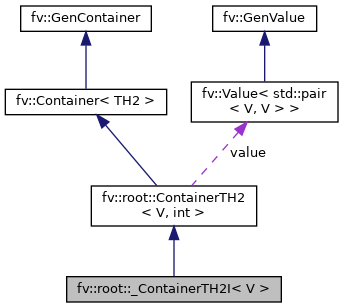 fv::GenContainer
fv::GenValue
fv::Container< TH2 >
fv::Value< std::pair
< V, V > >
value
fv::root::ContainerTH2
< V, int >
fv::root::_ContainerTH2I< V >